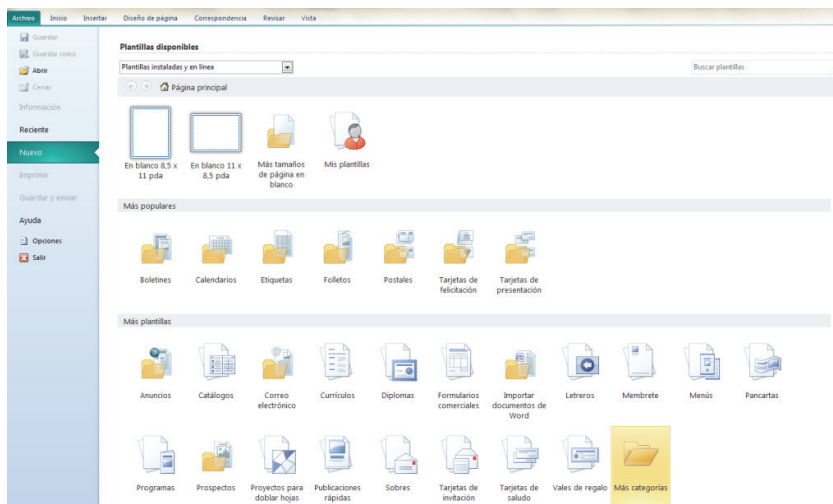 Archivo Inicio Insertar Diseño de página Correspondencia Revisar Vista
Guardar
Guardar como
Abrir
Cerrar
Información
Reciente
Nuevo
Imprimir
Guardar y enviar
Ayuda
Opciones
Salir
Plantillas disponibles
Plantillas instaladas y en línea
Buscar plantillas
Página principal
En blanco 8,5 x
11 pda
En blanco 11 x
8,5 pda
Más tamaños
de página en
blanco
Mis plantillas
Más populares
Boletines
Calendarios
Etiquetas
Folletos
Postales
Tarjetas de
felicitación
Tarjetas de
presentación
Más plantillas
Anuncios
Catálogos
Correo
electrónico
Currículos
Diplomas
Formularios
comerciales
Importar
documentos de
Word
Letreros
Membrete
Menús
Pancartas
Programas
Prospectos
Proyectos para
doblar hojas
Publicaciones
rápidas
Sobres
Tarjetas de
invitación
Tarjetas de
saludo
Vales de regalo
Más categorías